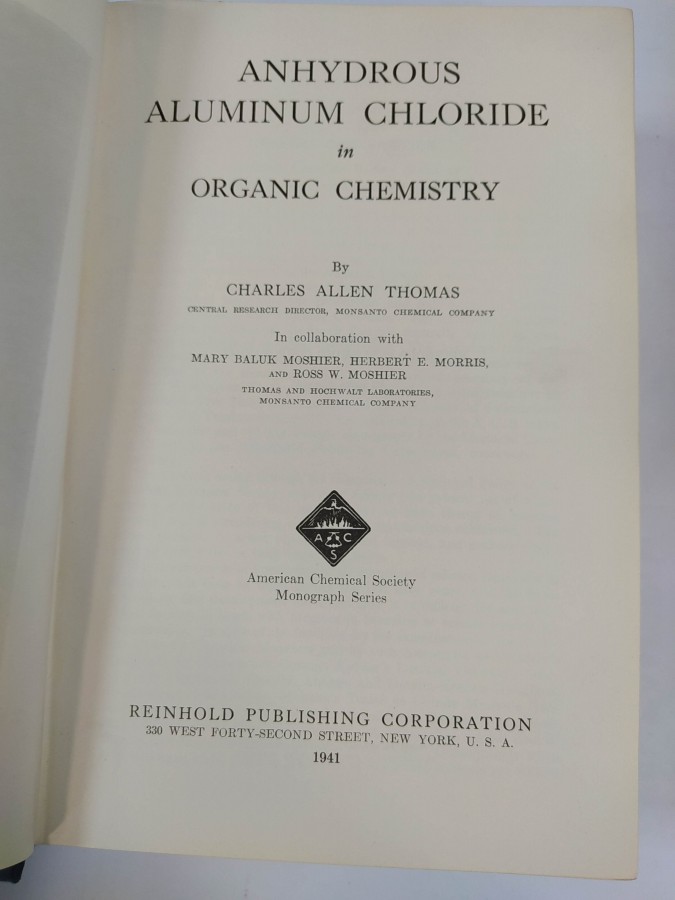 ANHYDROUS
ALUMINUM CHLORIDE
in
ORGANIC CHEMISTRY
By
CHARLES ALLEN THOMAS
CENTRAL RESEARCH DIRECTOR, MONSANTO CHEMICAL COMPANY
In collaboration with
MARY BALUK MOSHIER, HERBERT E. MORRIS,
AND ROSS W. MOSHIER
THOMAS AND HOCHWALT LABORATORIES,
MONSANTO CHEMICAL COMPANY
A C
S
American Chemical Society
Monograph Series
REINHOLD PUBLISHING CORPORATION
330 WEST FORTY-SECOND STREET, NEW YORK, U. S. A.
1941